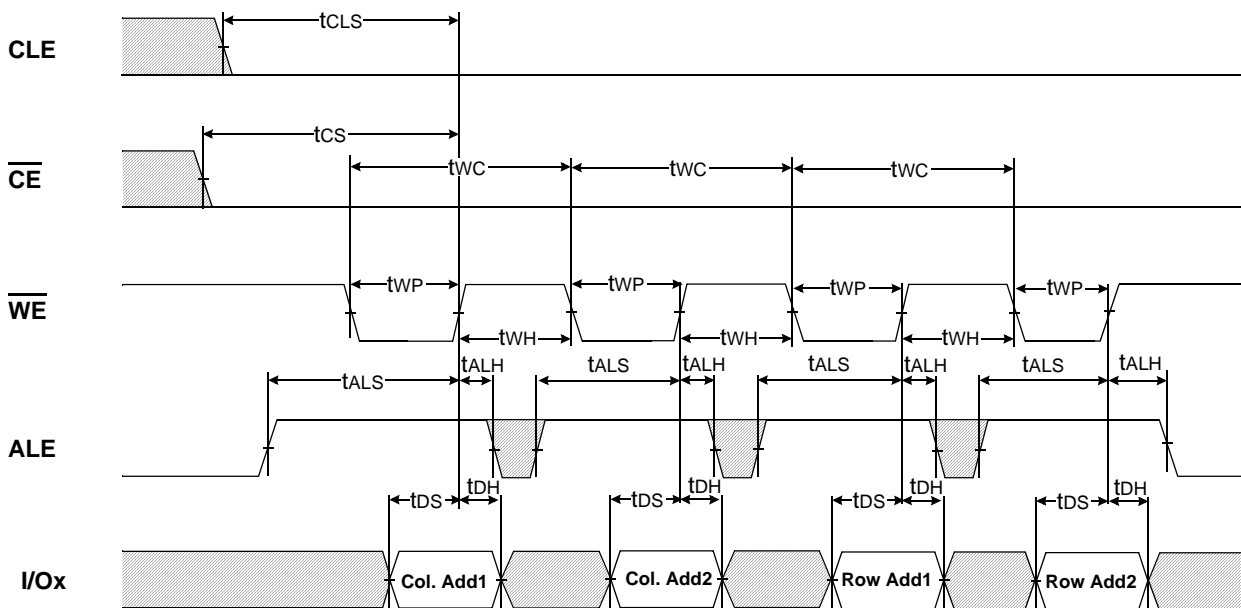 CLE
tCLS
CE
tCS
tWC tWC tWC
WE
tWP tWP tWP tWP
tWH tWH tWH
tALS tALH tALS tALH tALS tALH tALS tALH
ALE
tDS tDH tDS tDH tDS tDH tDS tDH
I/Ox Col. Add1 Col. Add2 Row Add1 Row Add2